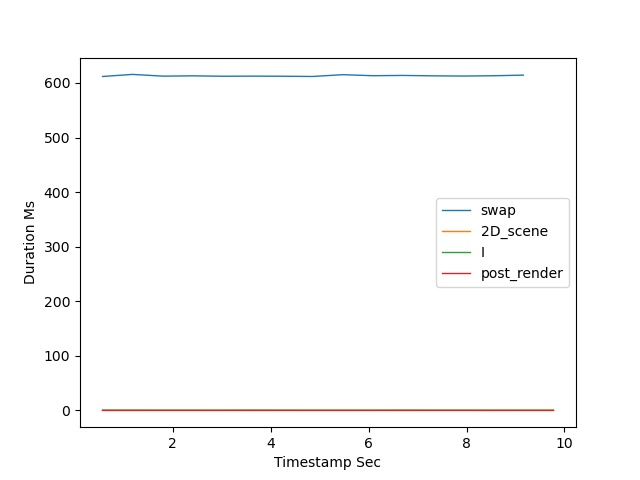 600
500
400
300
200
100
0
Duration Ms
swap
2D_scene
I
post_render
2 4 6 8 10
Timestamp Sec